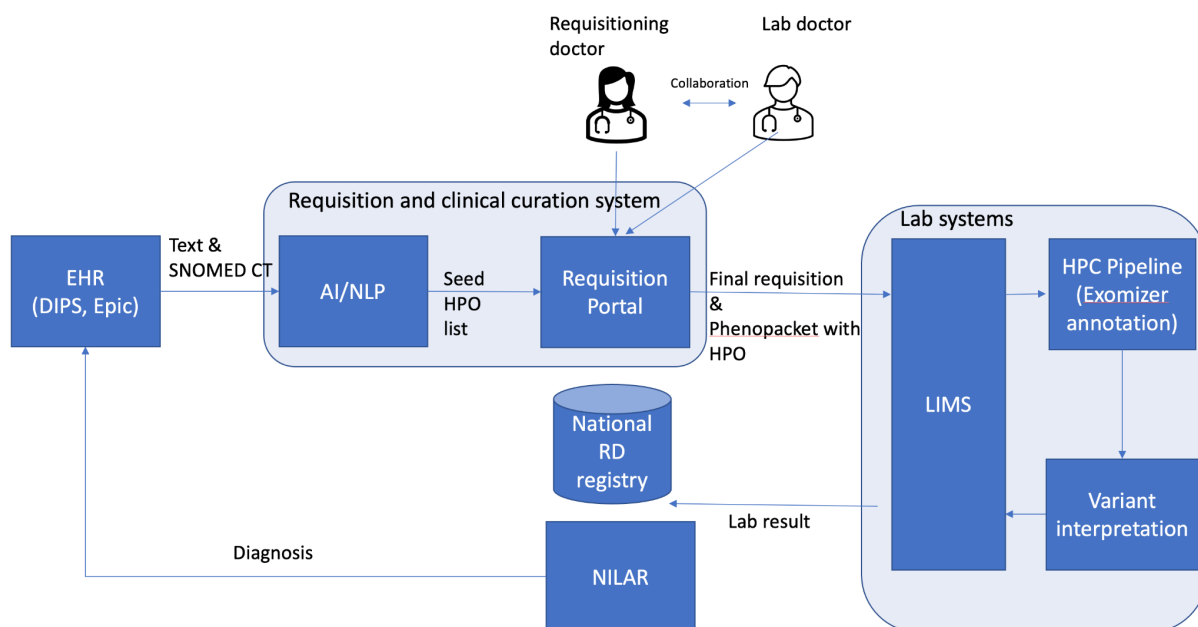 Requisitioning
doctor
Lab doctor
Collaboration
Requisition and clinical curation system
Text &
SNOMED CT
EHR
(DIPS, Epic)
AI/NLP
Seed
HPO
list
Requisition
Portal
Final requisition
&
Phenopacket with
HPO
Lab systems
LIMS
HPC Pipeline
(Exomizer
annotation)
Variant
interpretation
National
RD
registry
Lab result
NILAR
Diagnosis